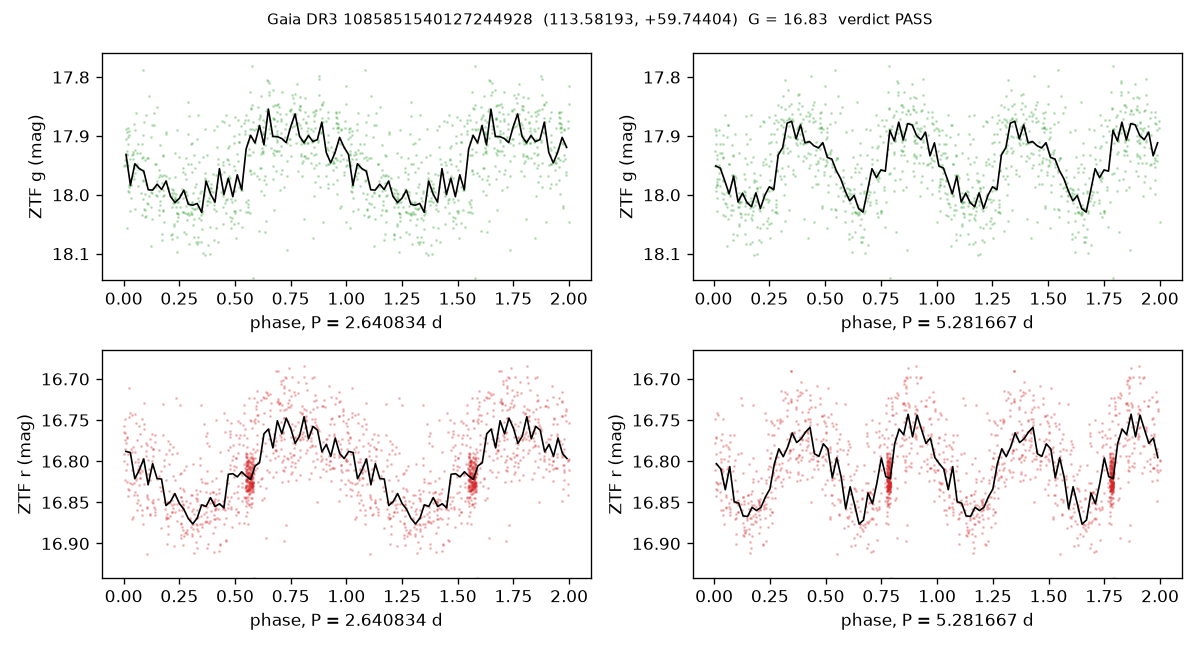 Gaia DR3 1085851540127244928  (113.58193, +59.74404)  G = 16.83  verdict PASS
ZTF g (mag)
17.8
17.9
18.0
18.1
0.00 0.25 0.50 0.75 1.00 1.25 1.50 1.75 2.00
phase, P = 2.640834 d
ZTF g (mag)
17.8
17.9
18.0
18.1
0.00 0.25 0.50 0.75 1.00 1.25 1.50 1.75 2.00
phase, P = 5.281667 d
ZTF r (mag)
16.70
16.75
16.80
16.85
16.90
0.00 0.25 0.50 0.75 1.00 1.25 1.50 1.75 2.00
phase, P = 2.640834 d
ZTF r (mag)
16.70
16.75
16.80
16.85
16.90
0.00 0.25 0.50 0.75 1.00 1.25 1.50 1.75 2.00
phase, P = 5.281667 d